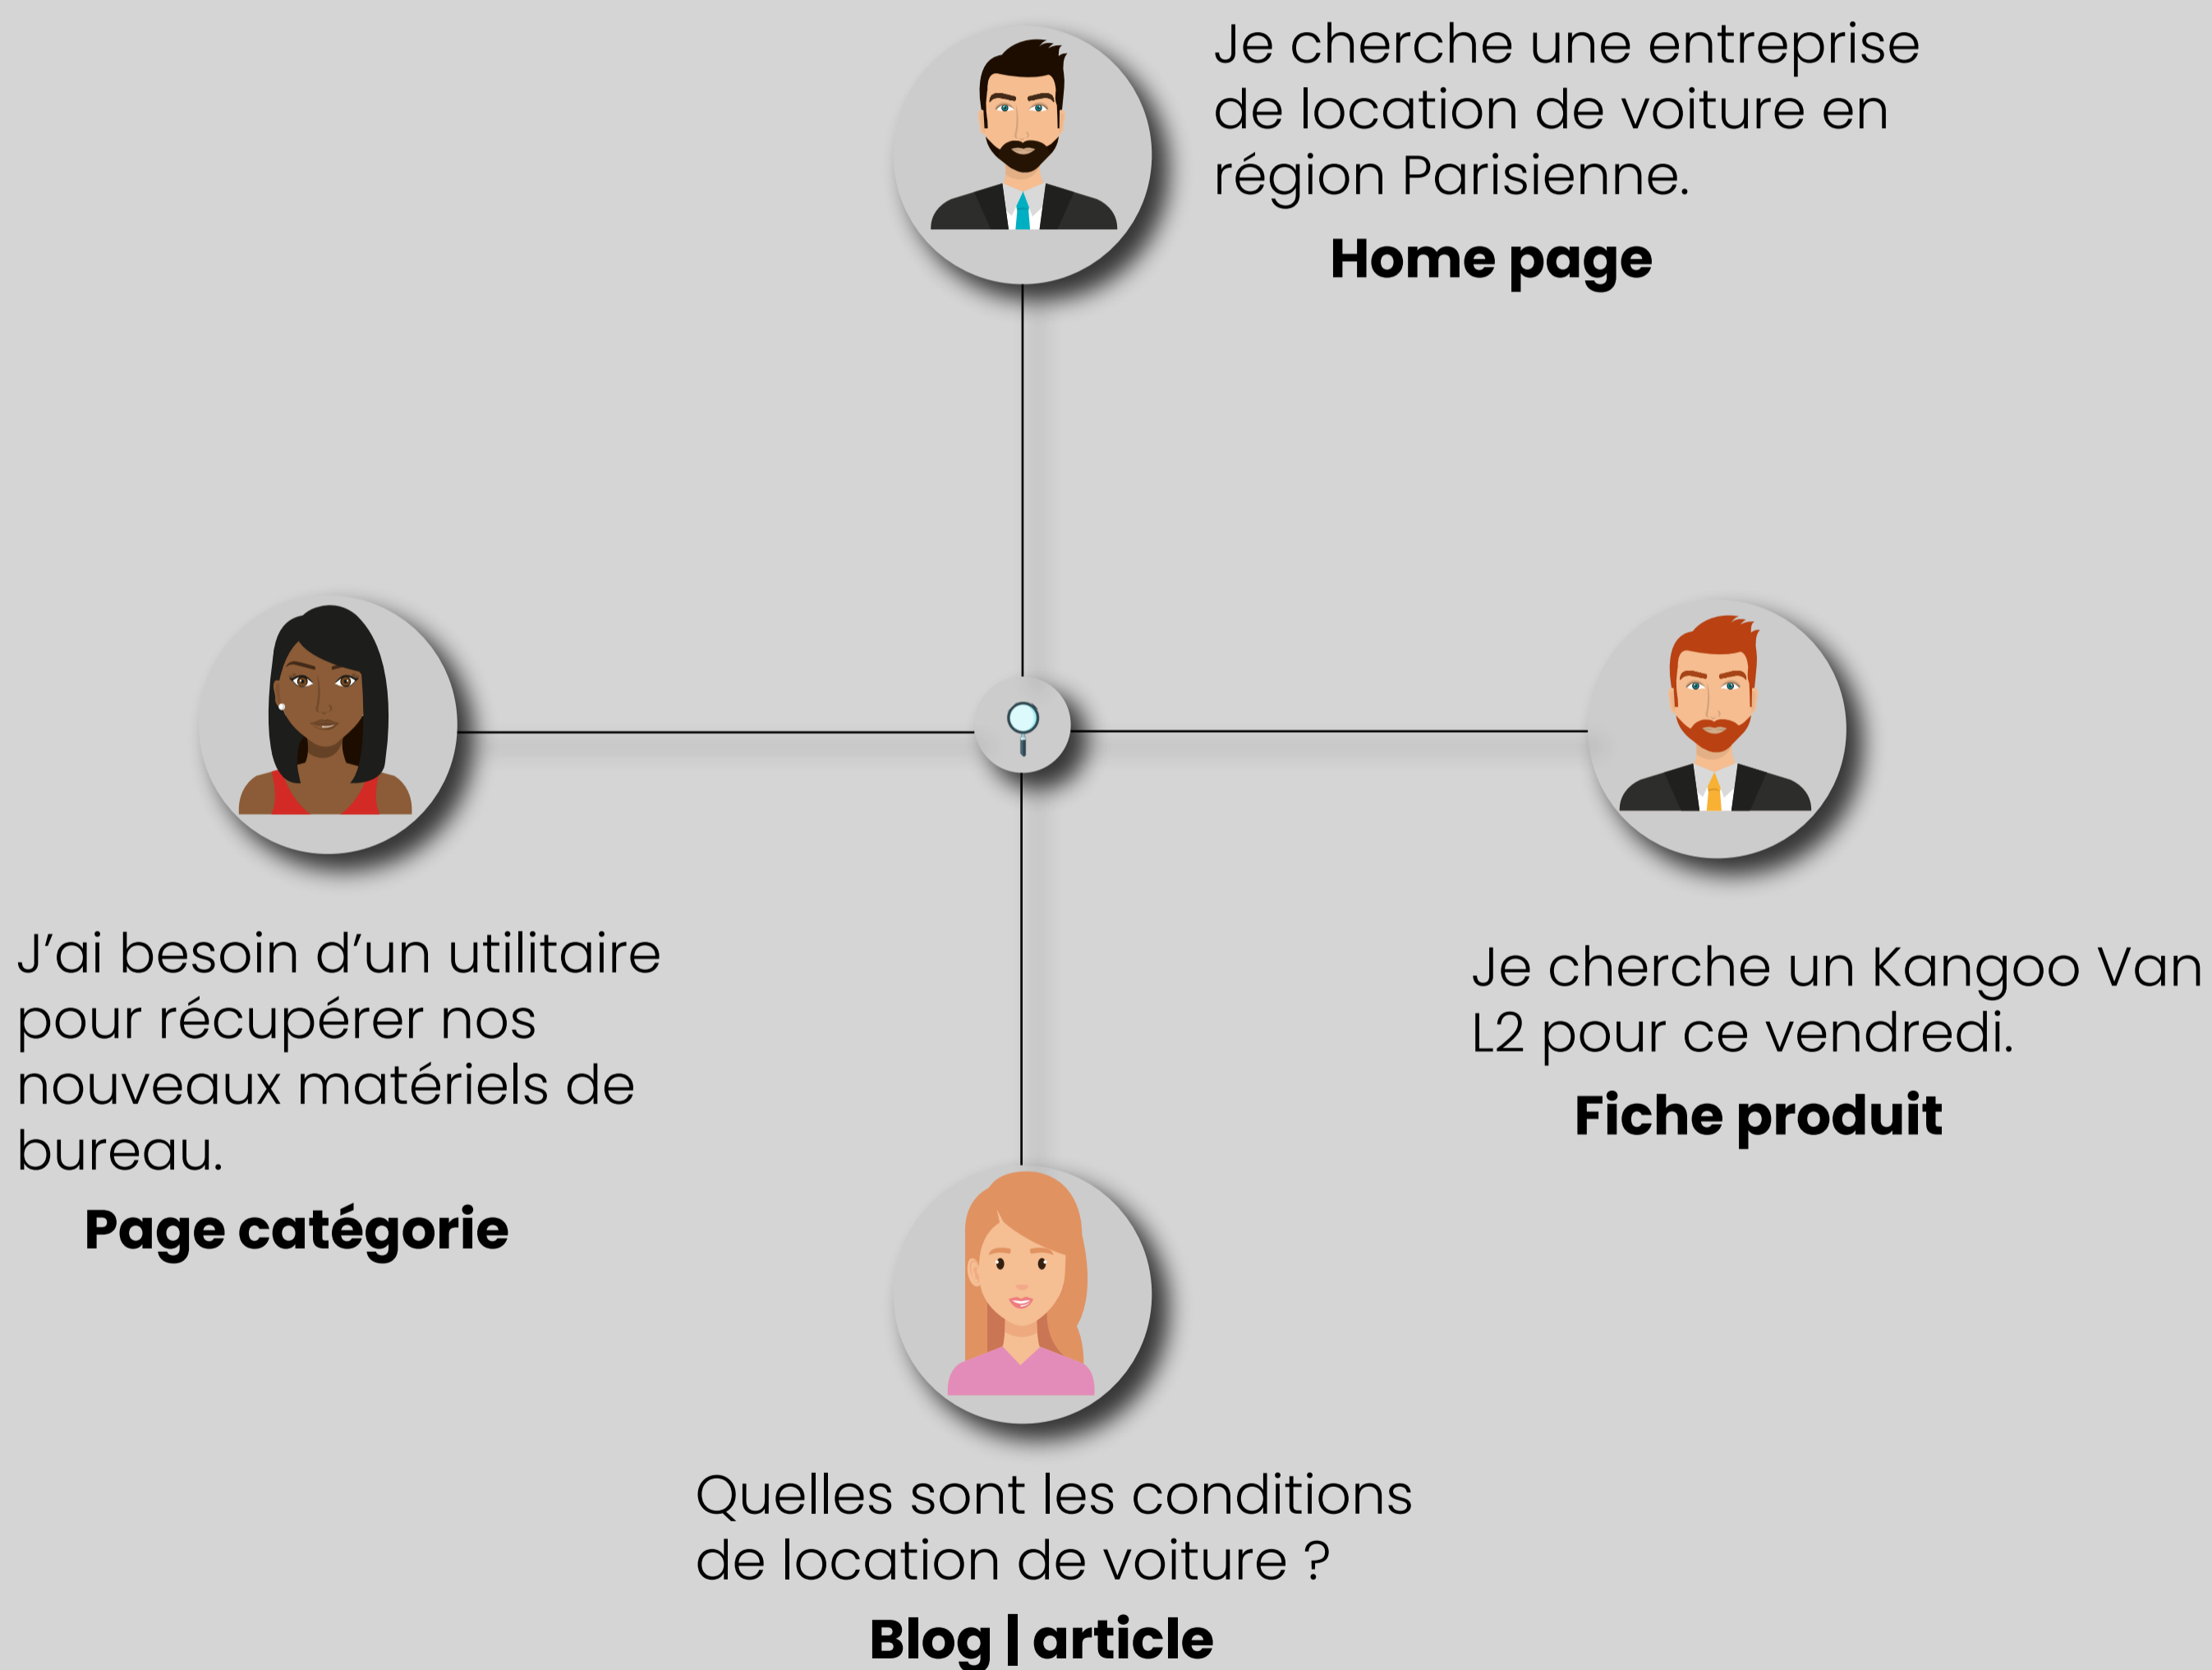 Je cherche une entreprise
de location de voiture en
région Parisienne.
Home page
J’ai besoin d’un utilitaire
pour récupérer nos
nouveaux matériels de
bureau.
Page catégorie
Je cherche un Kangoo Van
L2 pour ce vendredi.
Fiche produit
Quelles sont les conditions
de location de voiture ?
Blog | article